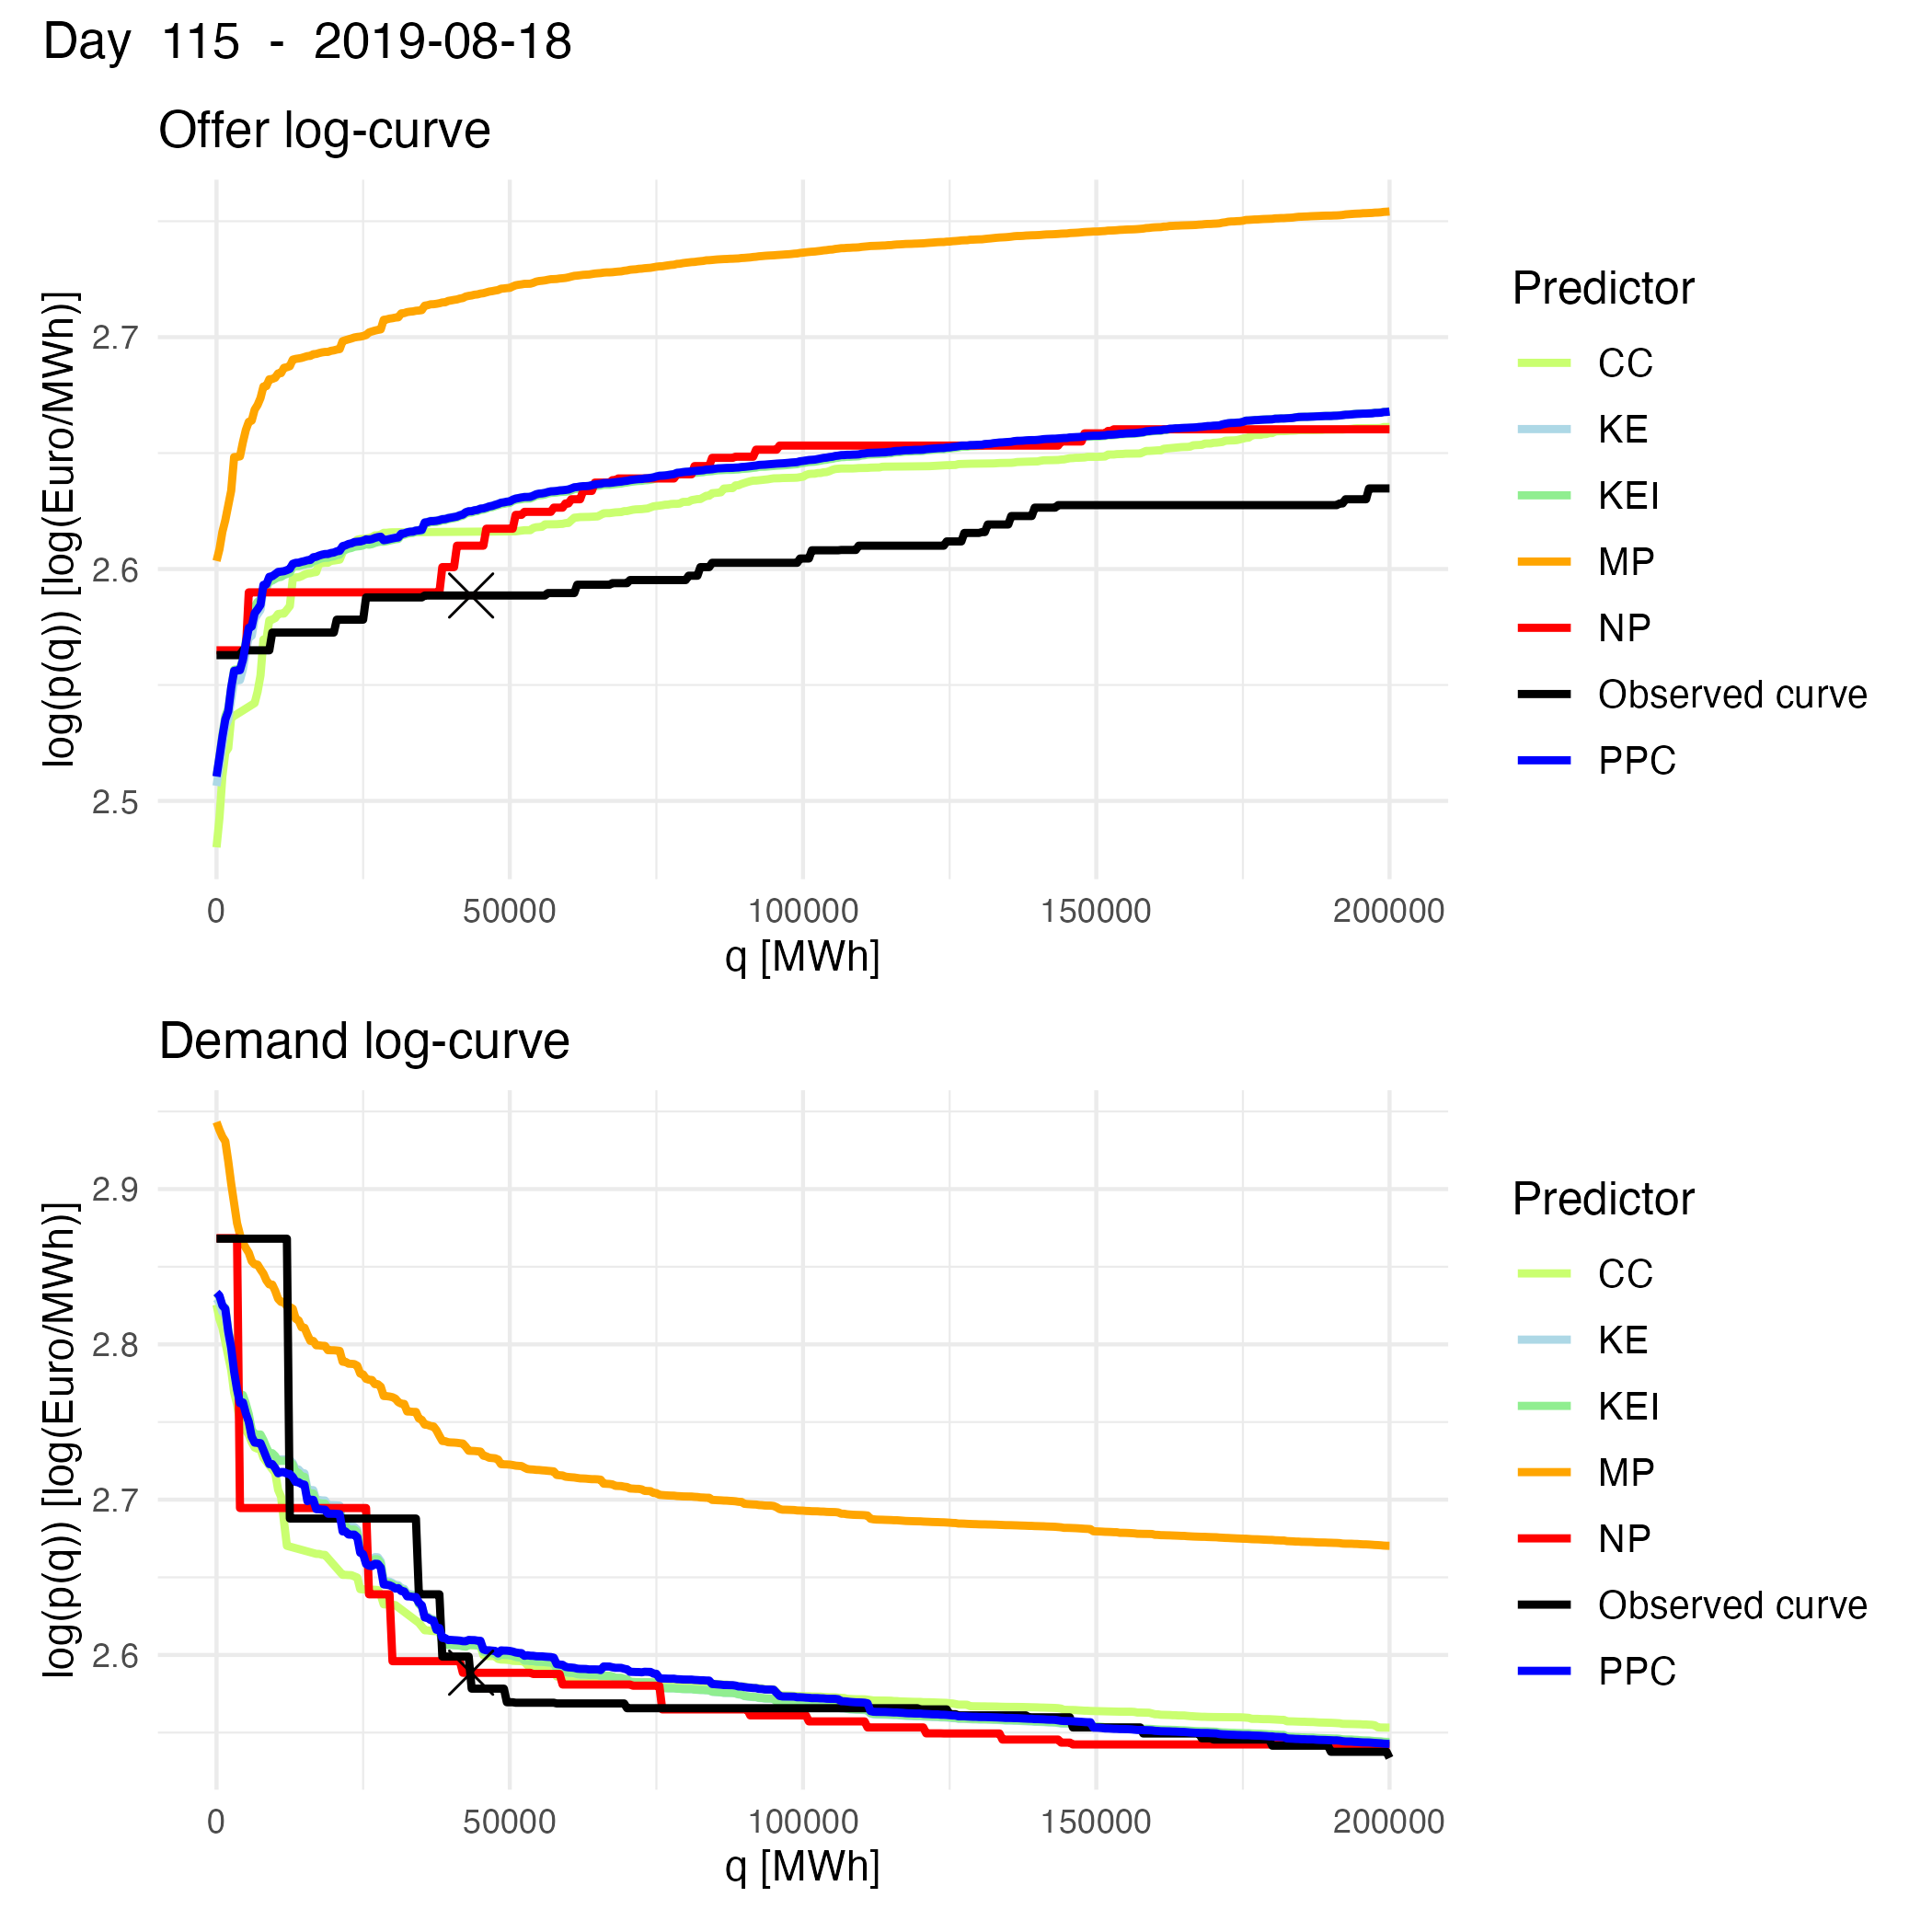 Day 115 - 2019-08-18
Offer log-curve
log(p(q)) [log(Euro/MWh)]
2.7
2.6
2.5
0 50000 100000 150000 200000
q [MWh]
Predictor
CC
KE
KEI
MP
NP
Observed curve
PPC
Demand log-curve
log(p(q)) [log(Euro/MWh)]
2.9
2.8
2.7
2.6
0 50000 100000 150000 200000
q [MWh]
Predictor
CC
KE
KEI
MP
NP
Observed curve
PPC